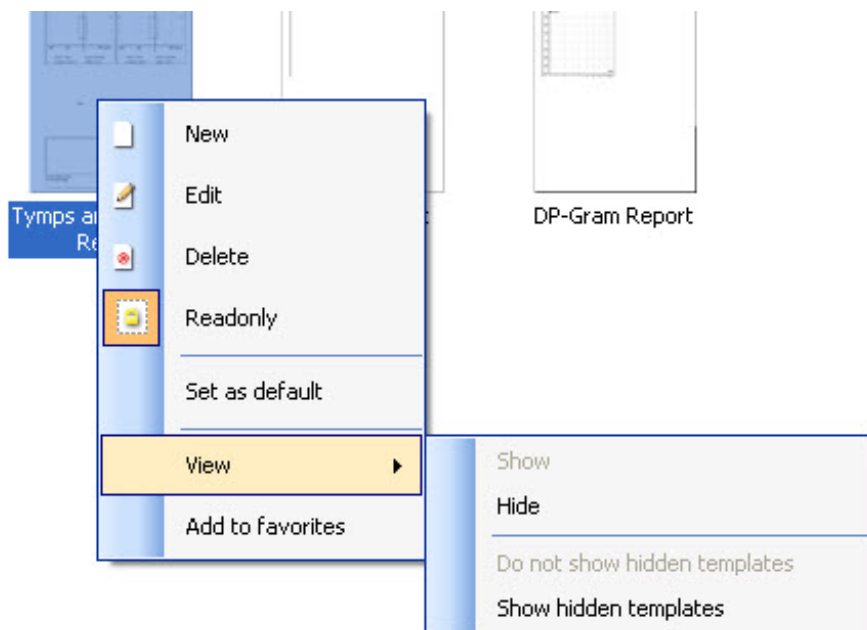 New
Edit
Tymps
DP-Gram Report
Delete
Readonly
Set as default
View
Show
Hide
Add to favorites
Do not show hidden templates
Show hidden templates